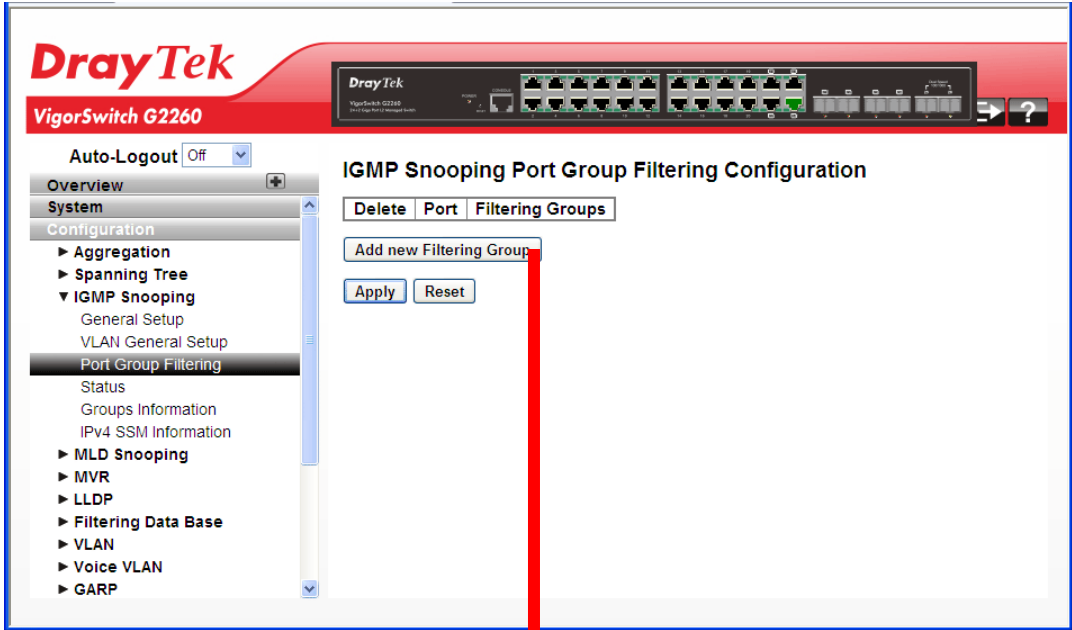 DrayTek
VigorSwitch G2260
DrayTek
VigorSwitch G2260
Auto-Logout Off
Overview
System
Configuration
Aggregation
Spanning Tree
IGMP Snooping
General Setup
VLAN General Setup
Port Group Filtering
Status
Groups Information
IPv4 SSM Information
MLD Snooping
MVR
LLDP
Filtering Data Base
VLAN
Voice VLAN
GARP
IGMP Snooping Port Group Filtering Configuration
Delete Port Filtering Groups
Add new Filtering Group
Apply Reset